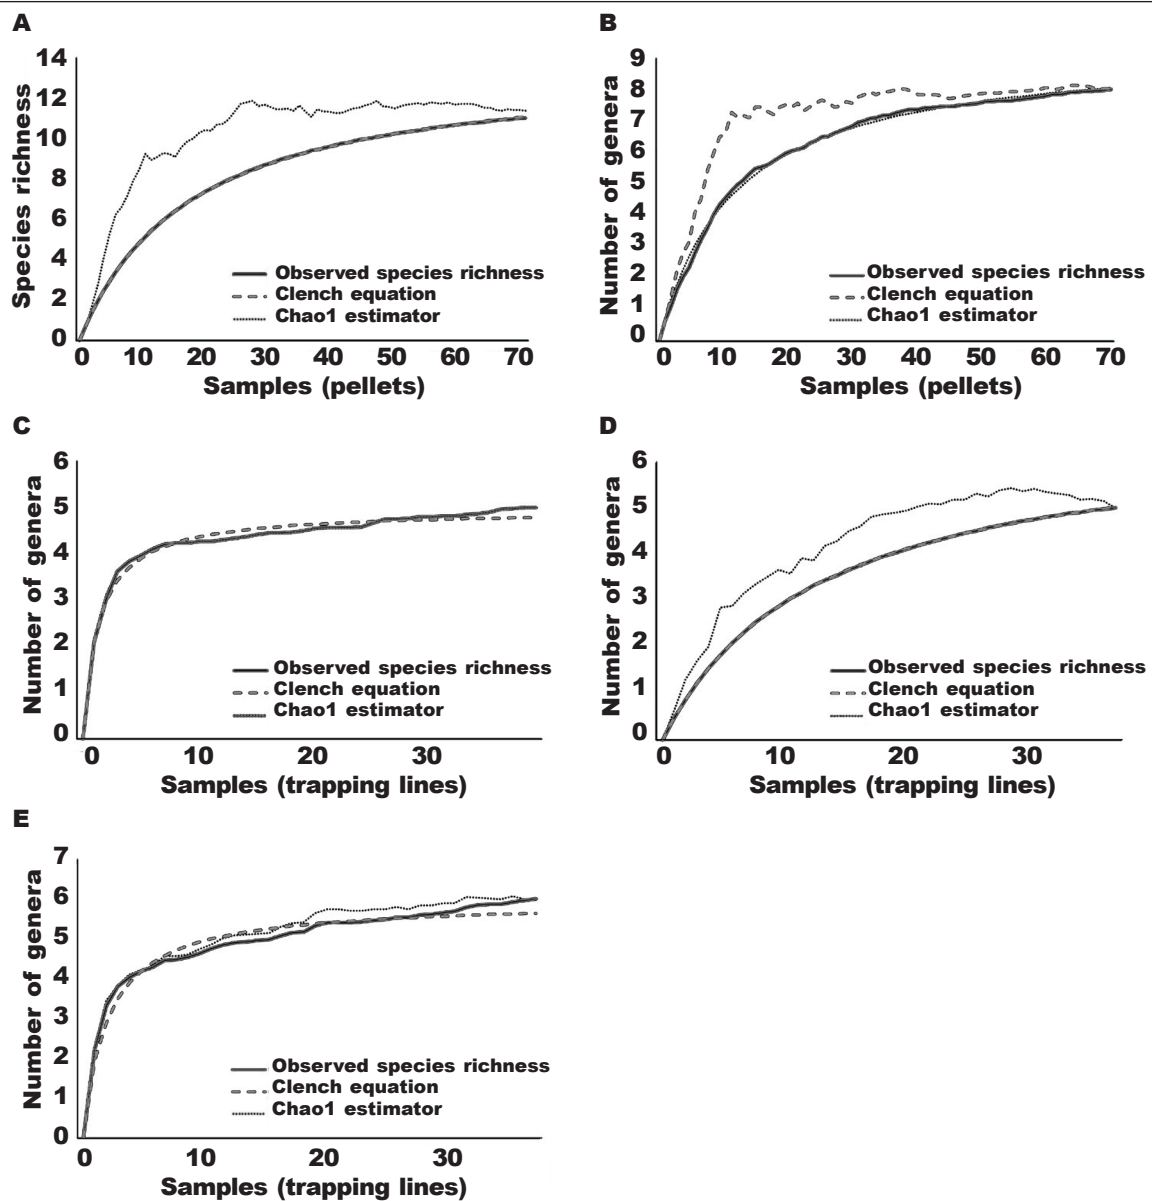 A
Species richness
14
12
10
8
6
4
2
0
Observed species richness
Clench equation
Chao1 estimator
0 10 20 30 40 50 60 70
Samples (pellets)
B
Number of genera
9
8
7
6
5
4
3
2
1
0
Observed species richness
Clench equation
Chao1 estimator
0 10 20 30 40 50 60 70
Samples (pellets)
C
Number of genera
6
5
4
3
2
1
0
Observed species richness
Clench equation
Chao1 estimator
0 10 20 30
Samples (trapping lines)
D
Number of genera
6
5
4
3
2
1
0
Observed species richness
Clench equation
Chao1 estimator
0 10 20 30
Samples (trapping lines)
E
Number of genera
7
6
5
4
3
2
1
0
Observed species richness
Clench equation
Chao1 estimator
0 10 20 30
Samples (trapping lines)